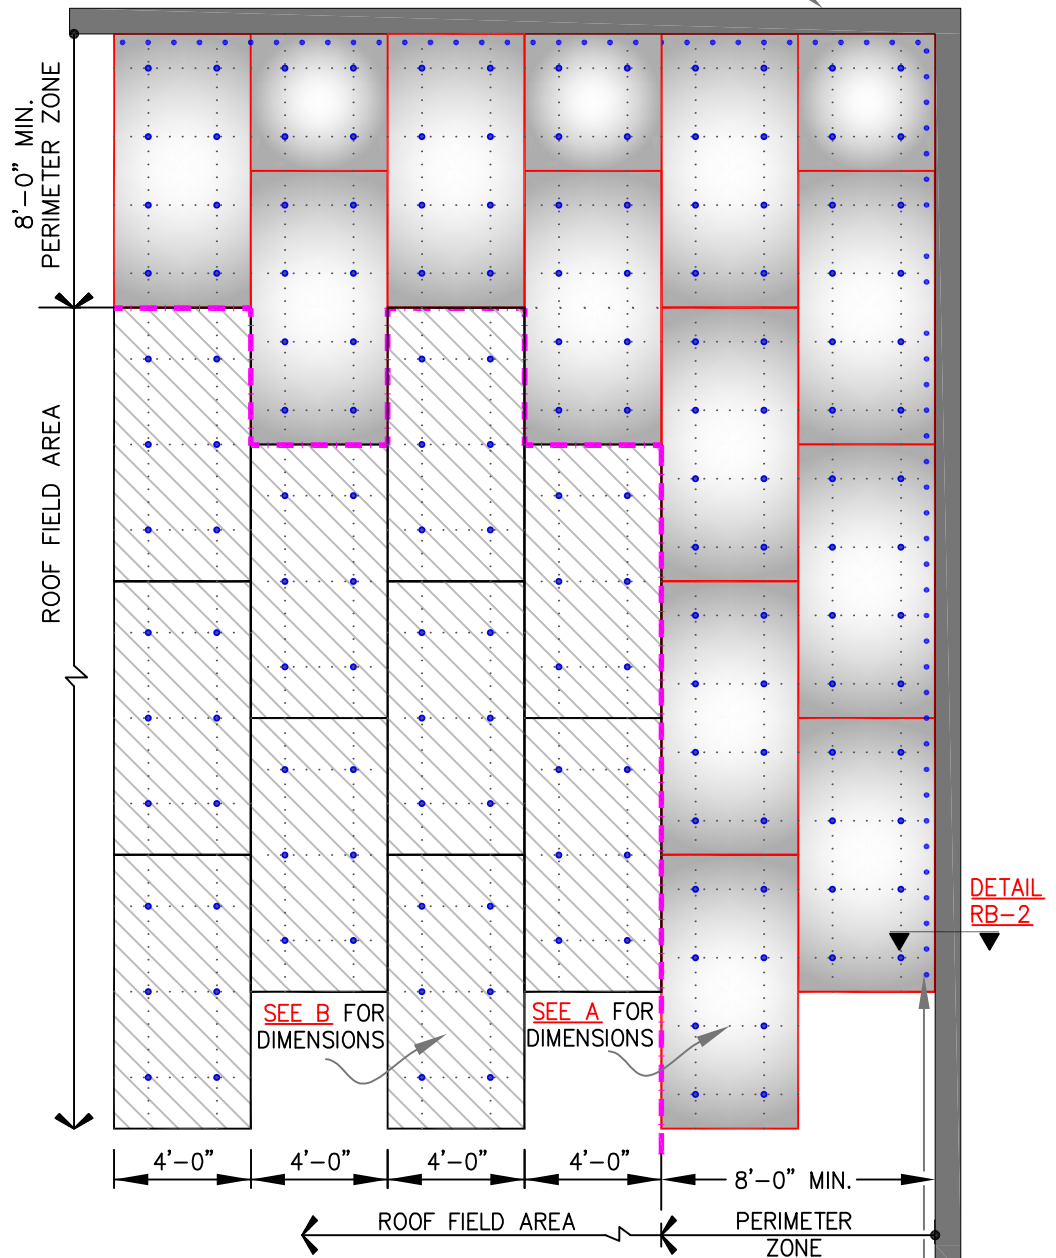 8'-0" MIN.
PERIMETER ZONE
ROOF FIELD AREA
DETAIL
RB-2
SEE B FOR
DIMENSIONS
SEE A FOR
DIMENSIONS
4'-0"
4'-0"
4'-0"
4'-0"
8'-0" MIN.
ROOF FIELD AREA
PERIMETER
ZONE